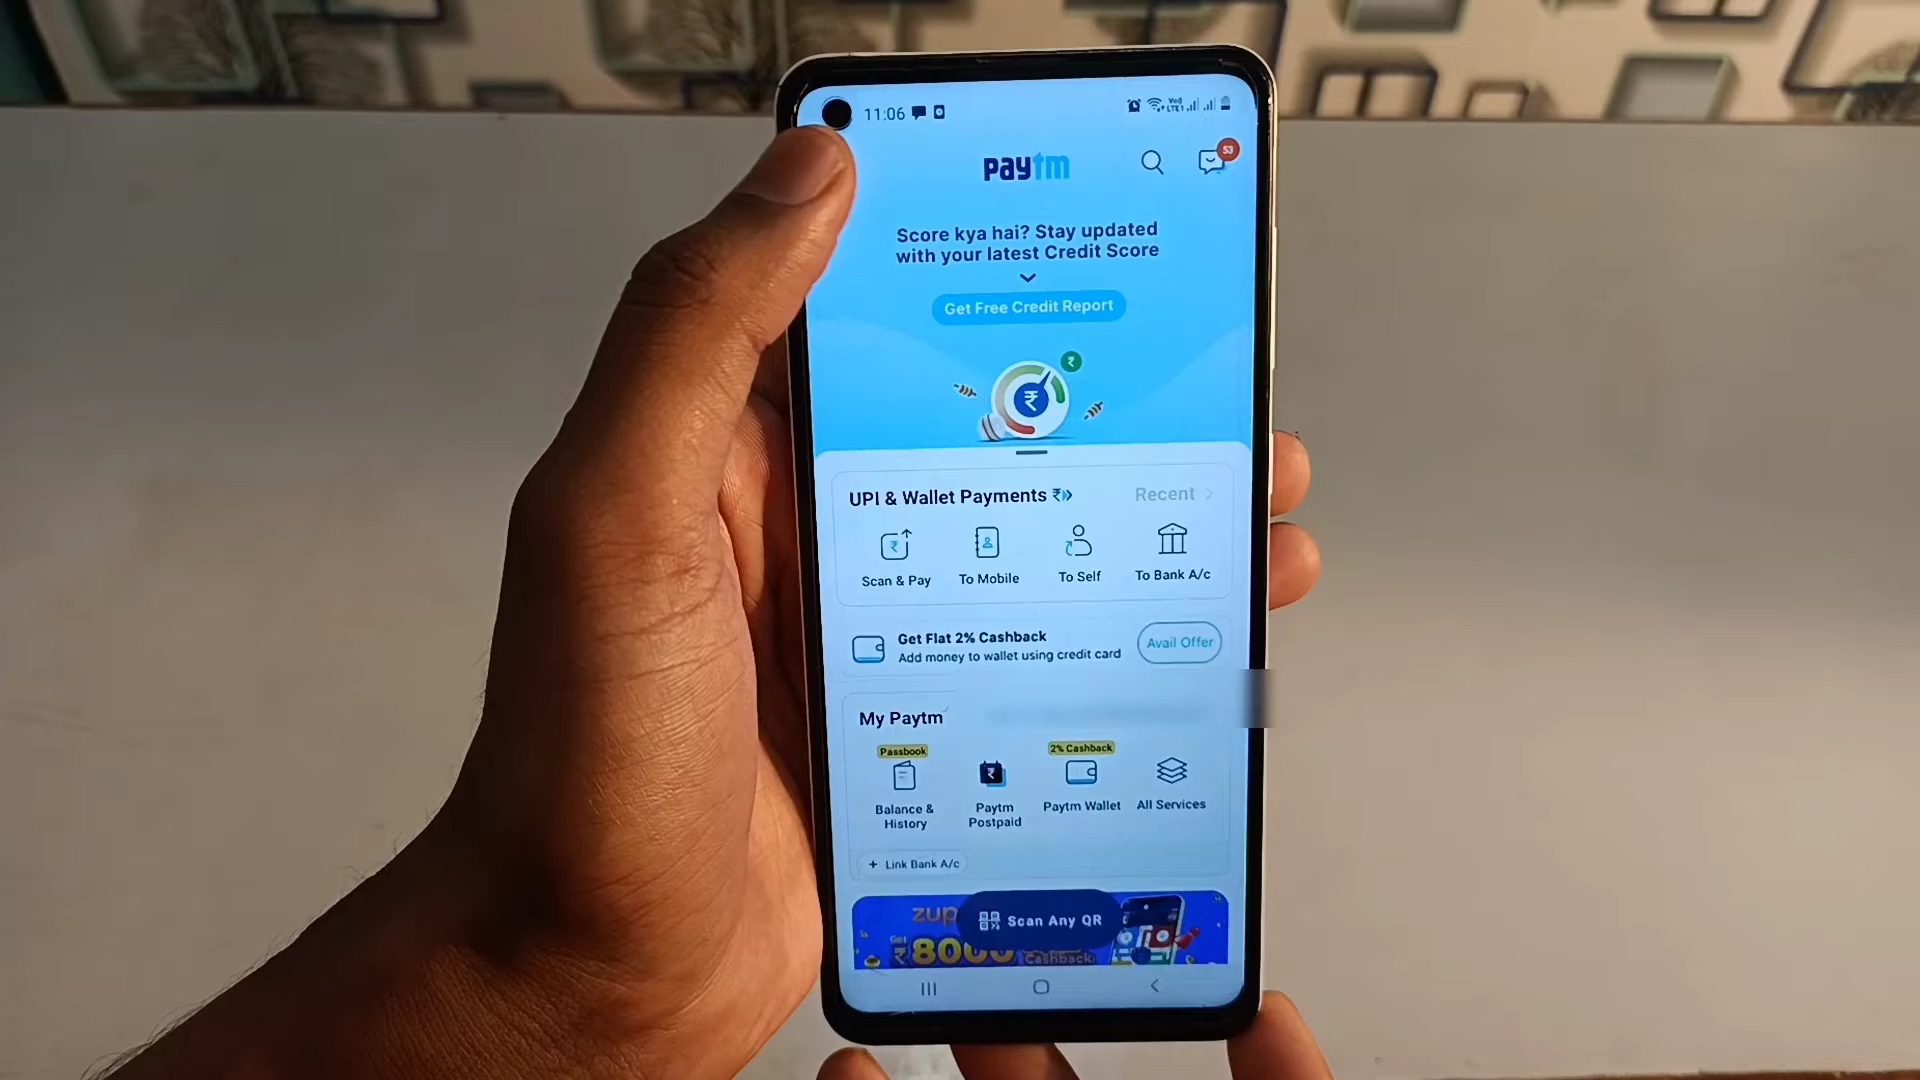 11:06
Vo)) LTE1
paytm
53
Score kya hai? Stay updated
with your latest Credit Score
Get Free Credit Report
₹
₹
UPI & Wallet Payments ₹
Recent
Scan & Pay
To Mobile
To Self
To Bank A/c
Get Flat 2% Cashback
Add money to wallet using credit card
Avail Offer
My Paytm
Passbook
2% Cashback
Balance & History
Paytm Postpaid
Paytm Wallet
All Services
+ Link Bank A/c
Scan Any QR
Get
₹8000
Cashback